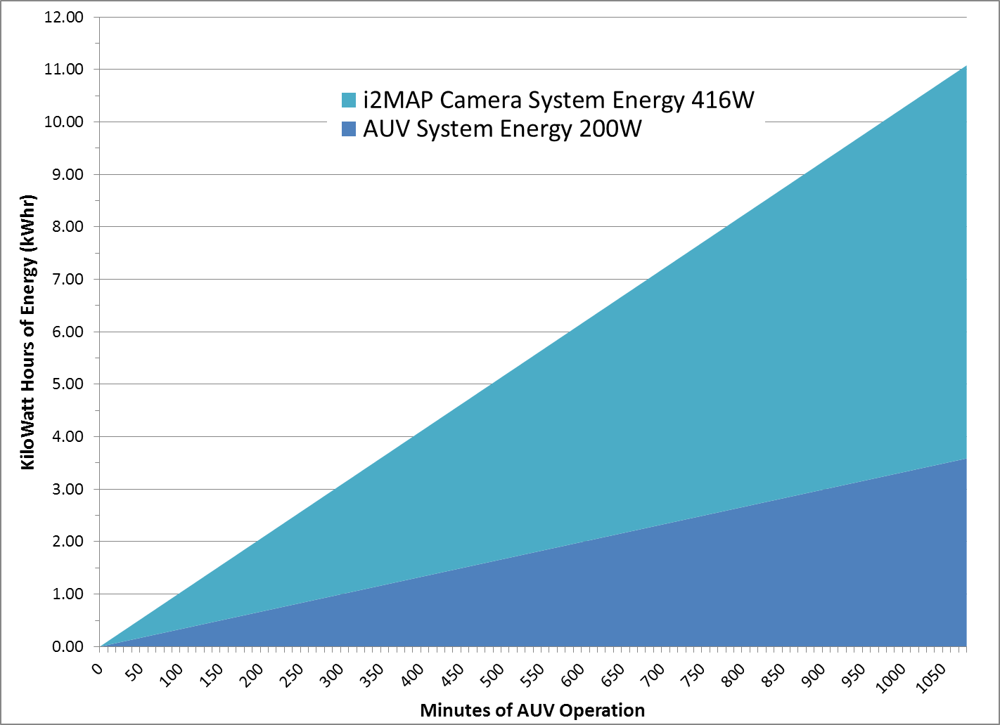 12.00
11.00
10.00
9.00
8.00
7.00
6.00
5.00
4.00
3.00
2.00
1.00
0.00
KiloWatt Hours of Energy (kWhr)
i2MAP Camera System Energy 416W
AUV System Energy 200W
0 50 100 150 200 250 300 350 400 450 500 550 600 650 700 750 800 850 900 950 1000 1050
Minutes of AUV Operation